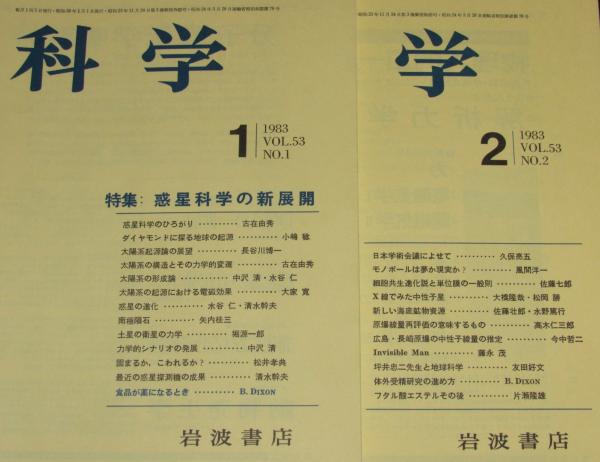 科学
1
1983
VOL.53
NO.1
特集: 惑星科学の新展開
惑星科学のひろがり ………… 古在由秀
ダイヤモンドに探る地球の起源 ………… 小嶋 稔
太陽系起源論の展望 ………… 長谷川博一
太陽系の構造とその力学的変遷 ………… 古在由秀
太陽系の形成論 ………… 中沢 清・水谷 仁
太陽系の起源における電磁効果 ………… 大家 寛
惑星の進化 ………… 水谷 仁・清水幹夫
南極隕石 ………… 矢内桂三
土星の衛星の力学 ………… 堀源一郎
力学的シナリオの発展 ………… 中沢 清
固まるか,こわれるか? ………… 松井孝典
最近の惑星探測機の成果 ………… 清水幹夫
食品が薬になるとき ………… B. DIXON
岩波書店
学
2
1983
VOL.53
NO.2
日本学術会議によせて ………… 久保亮五
モノポールは夢か現実か? ………… 風間洋一
細胞共生進化説と単位膜の一般則 ………… 佐藤七郎
X線でみた中性子星 ………… 大橋隆哉・松岡 勝
新しい海底鉱物資源 ………… 佐藤壮郎・水野篤行
原爆線量再評価の意味するもの ………… 高木仁三郎
広島・長崎原爆の中性子線量の推定 ………… 今中哲二
Invisible Man ………… 藤永 茂
坪井忠二先生と地球科学 ………… 友田好文
体外受精研究の進め方 ………… B. DIXON
フタル酸エステルその後 ………… 片瀬隆雄
岩波書店